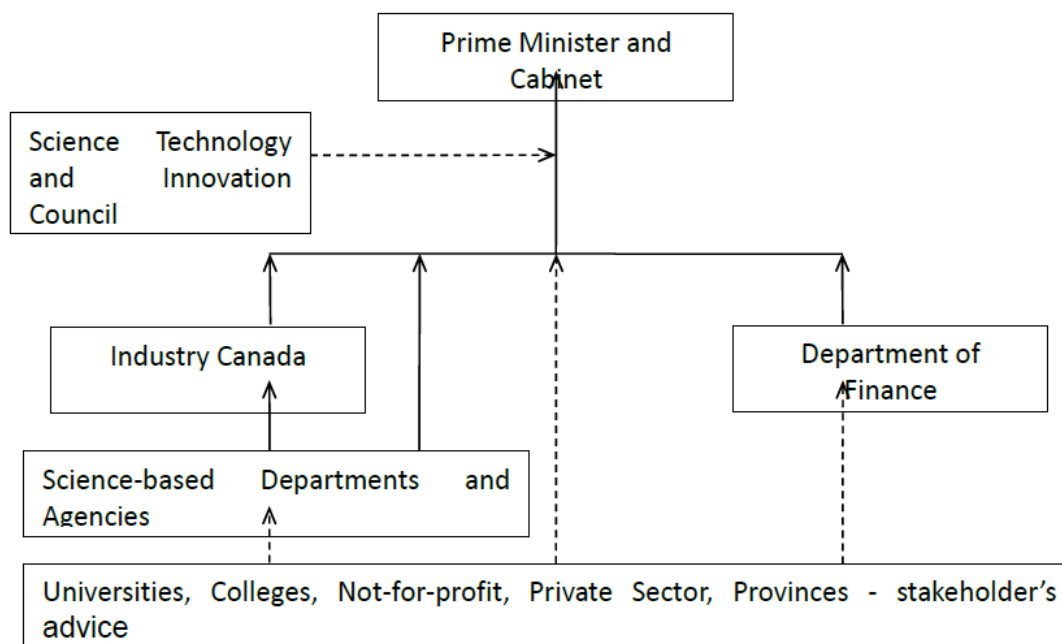 Prime Minister and
Cabinet
Science Technology
and Innovation
Council
Industry Canada
Department of
Finance
Science-based Departments and
Agencies
Universities, Colleges, Not-for-profit, Private Sector, Provinces - stakeholder's
advice